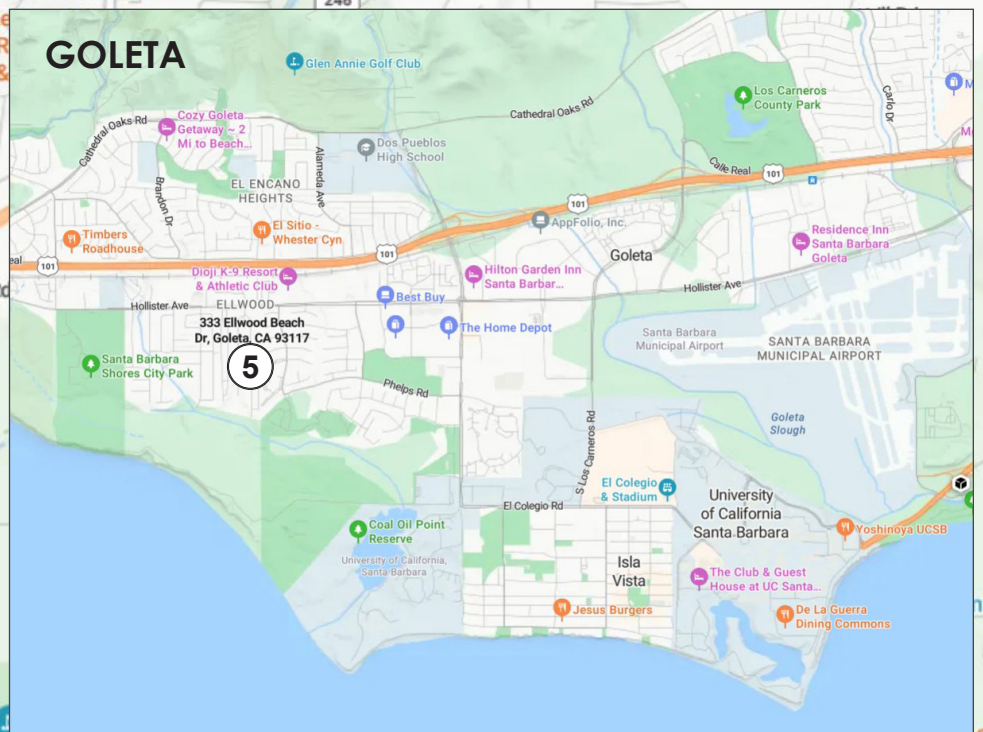 246
GOLETA
Glen Annie Golf Club
Los Carneros
County Park
Carlo Dr
Cathedral Oaks Rd
Cozy Goleta
Getaway ~ 2
Mi to Beach...
Cathedral Oaks Rd
Dos Pueblos
High School
Alameda Ave
Brandon Dr
EL ENCANO
HEIGHTS
Calle Real
101
101
AppFolio, Inc.
Timbers
Roadhouse
El Sitio -
Whester Cyn
Residence Inn
Santa Barbara
Goleta
Goleta
101
101
Dioji K-9 Resort
& Athletic Club
Hilton Garden Inn
Santa Barbar...
Hollister Ave
Best Buy
Hollister Ave
ELLWOOD
333 Ellwood Beach
Dr, Goleta, CA 93117
The Home Depot
Santa Barbara
Municipal Airport
SANTA BARBARA
MUNICIPAL AIRPORT
Santa Barbara
Shores City Park
5
Phelps Rd
Goleta
Slough
S Los Carneros Rd
El Colegio
& Stadium
University
of California
Santa Barbara
El Colegio Rd
Coal Oil Point
Reserve
Yoshinoya UCSB
University of California,
Santa Barbara
Isla
Vista
The Club & Guest
House at UC Santa...
Jesus Burgers
De La Guerra
Dining Commons